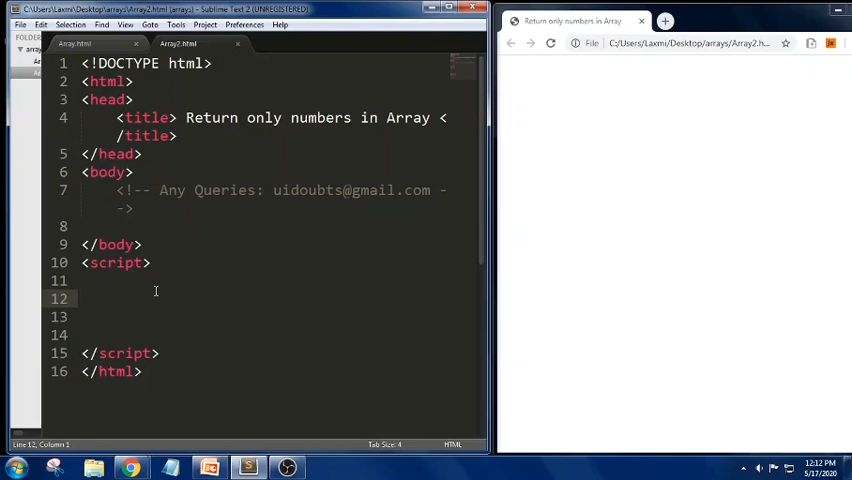 C:\Users\Laxmi\Desktop\arrays\Array2.html (arrays) - Sublime Text 2 (UNREGISTERED)
File Edit Selection Find View Goto Tools Project Preferences Help
FOLDER
Array.html × Array2.html ×
1 <!DOCTYPE html>
2 <html>
3 <head>
4 <title> Return only numbers in Array <
/title>
5 </head>
6 <body>
7 <!-- Any Queries: uidoubts@gmail.com -
->
8
9 </body>
10 <script>
11
12
13
14
15 </script>
16 </html>
Line 12, Column 1 Tab Size: 4 HTML
Return only numbers in Array × +
File C:/Users/Laxmi/Desktop/arrays/Array2.h...
12:12 PM
5/17/2020